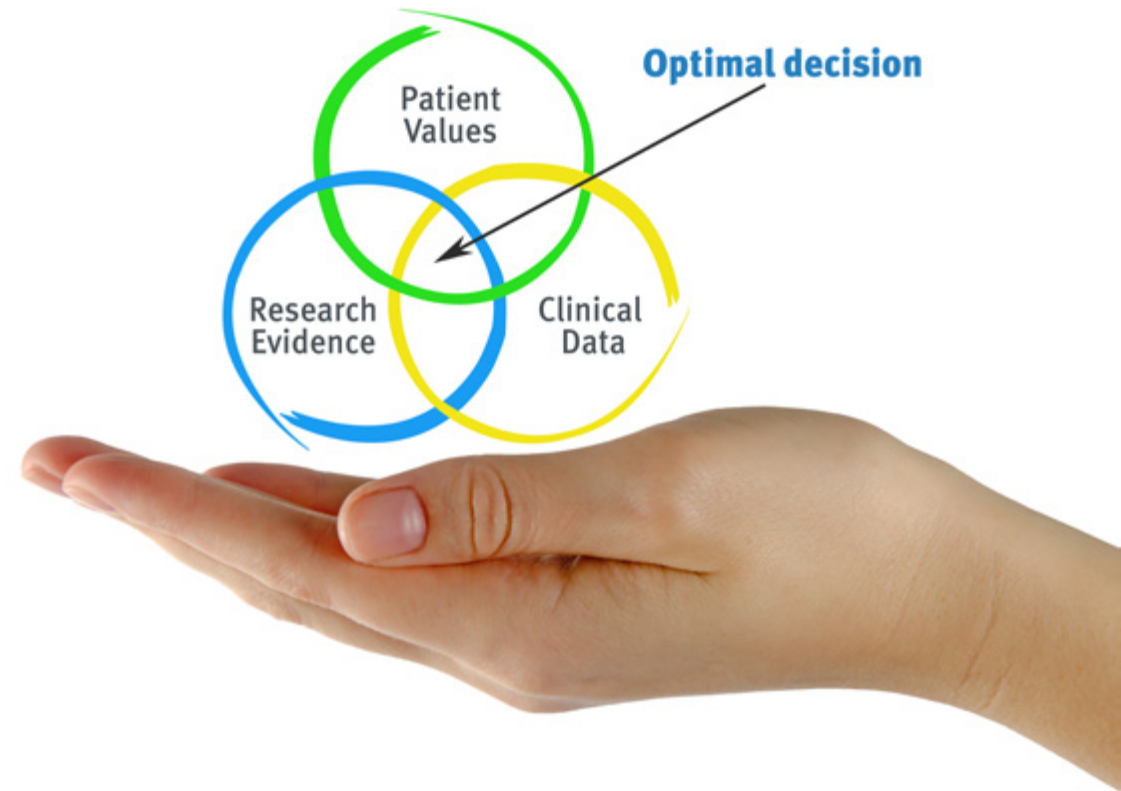 Optimal decision
Patient
Values
Research
Evidence
Clinical
Data